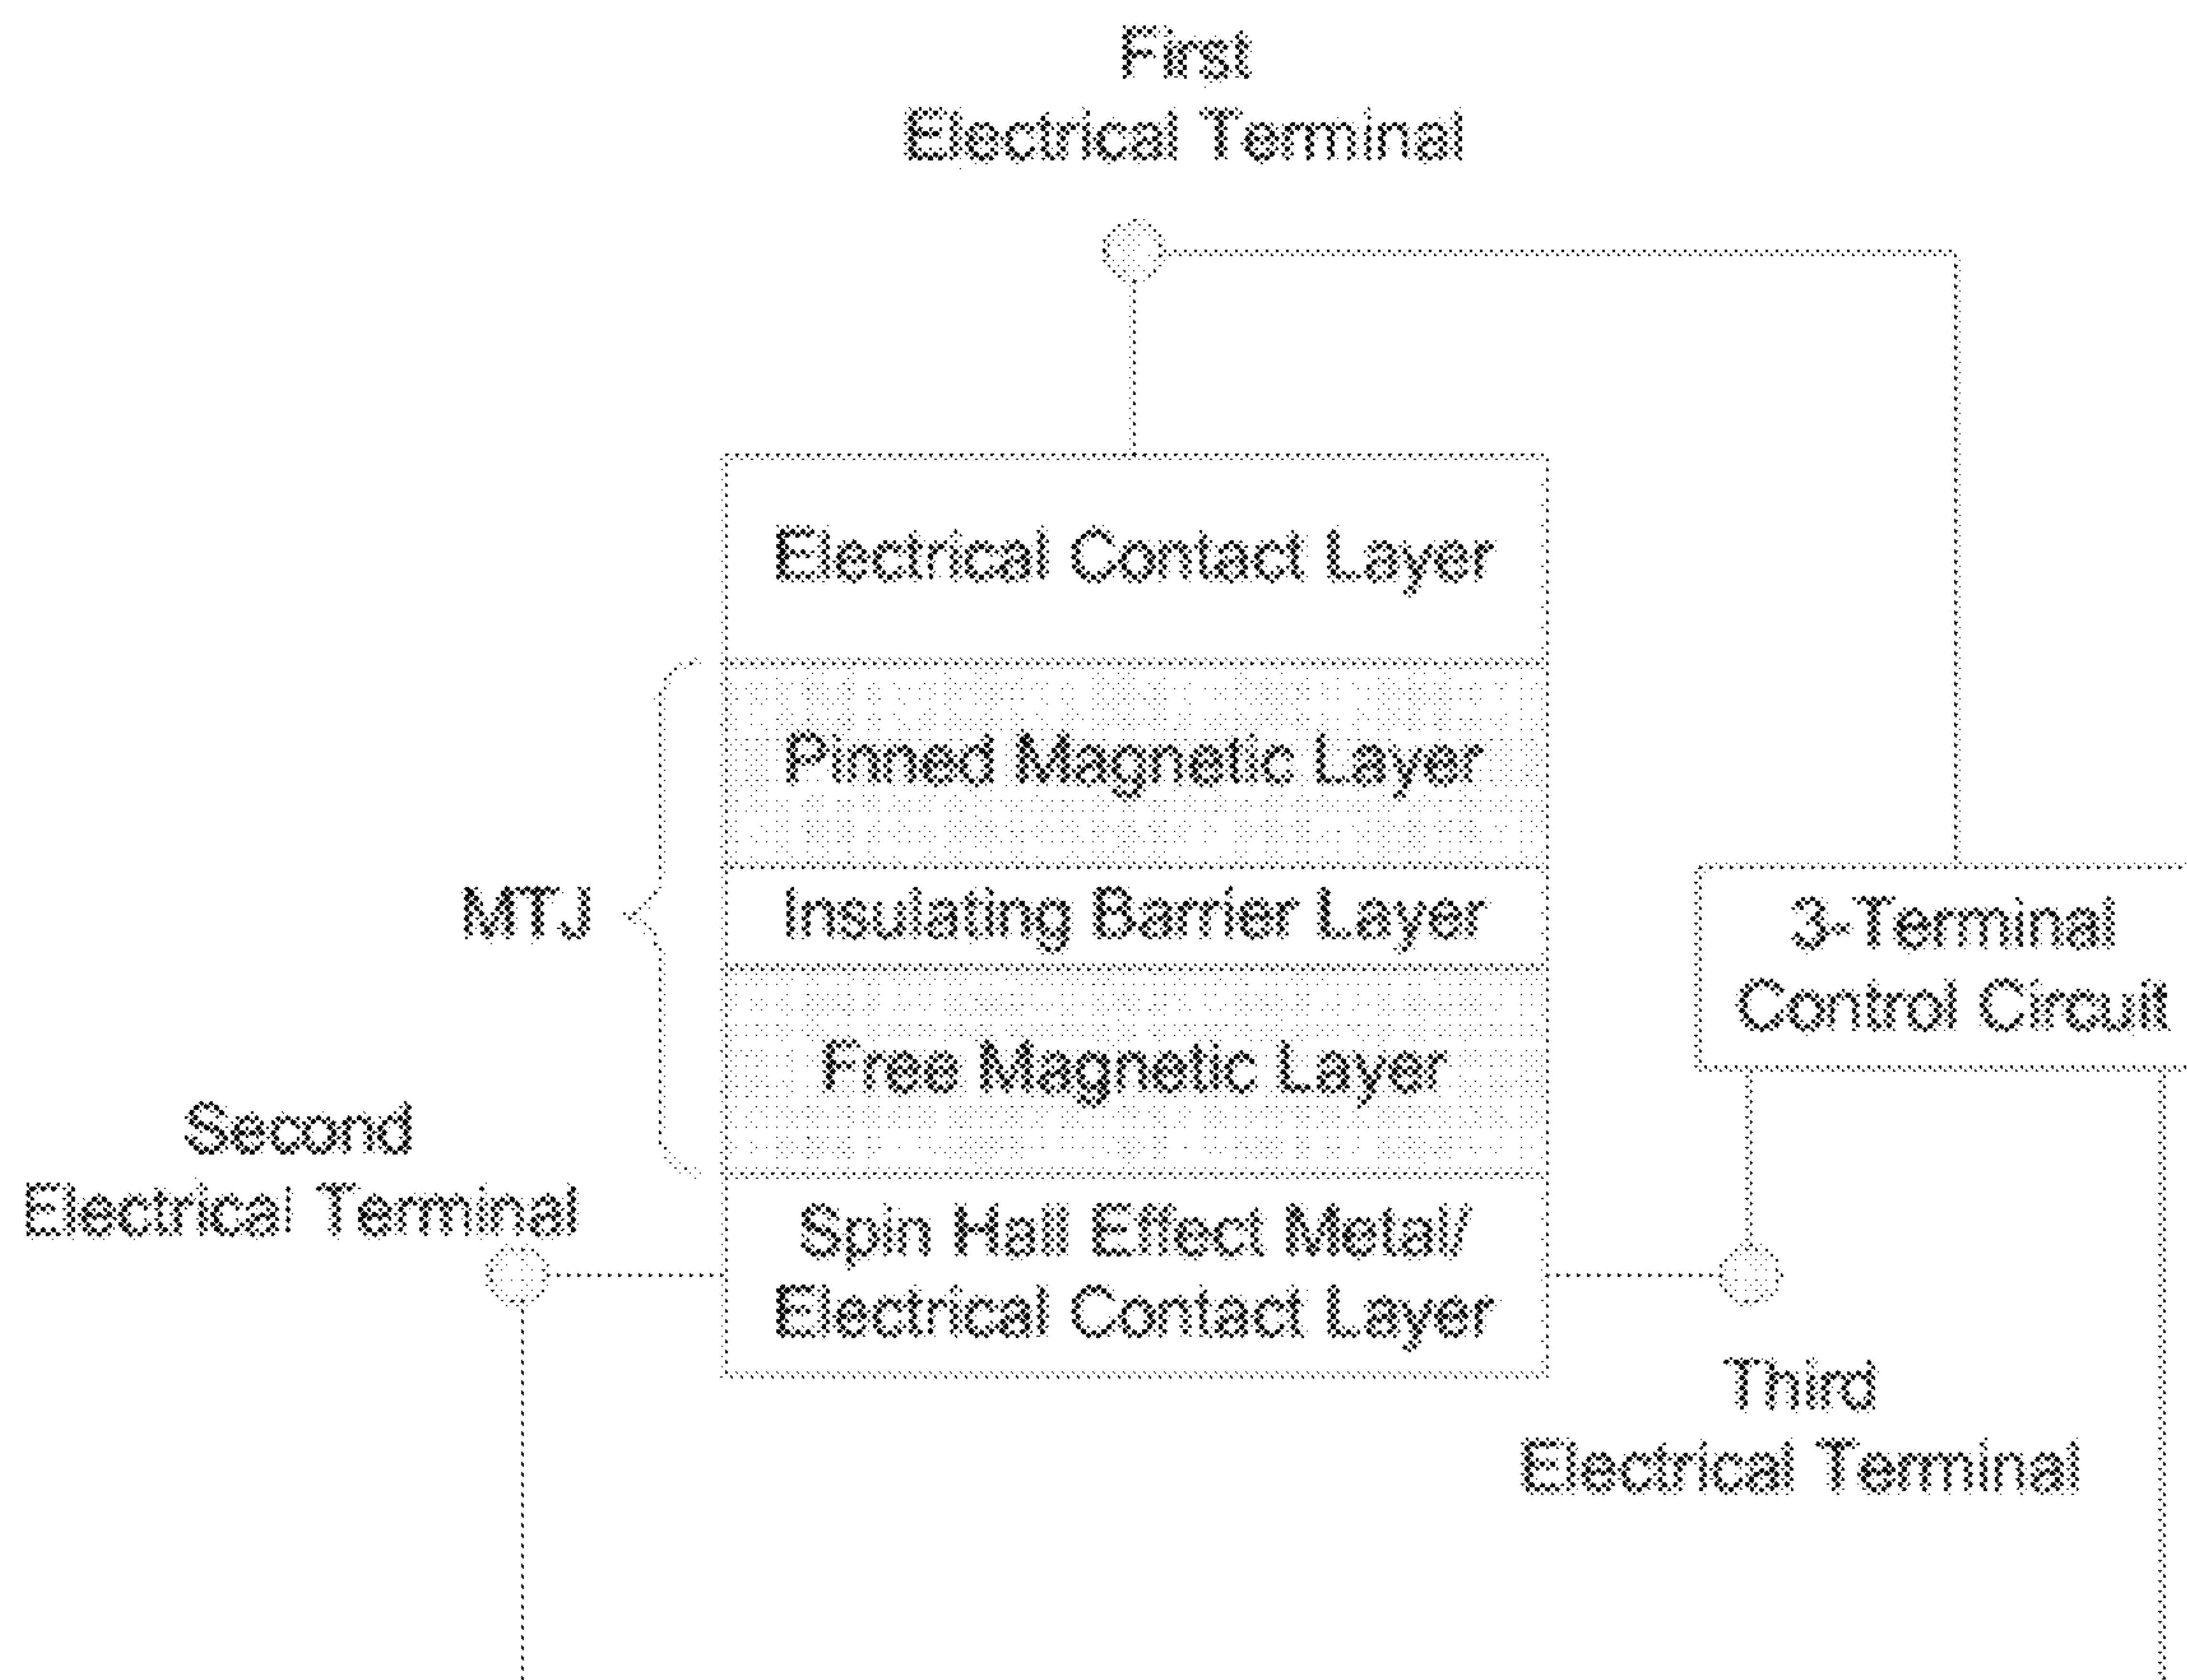 First
Electrical Terminal
Electrical Contact Layer
Pinned Magnetic Layer
MTJ
Insulating Barrier Layer
3-Terminal
Control Circuit
Free Magnetic Layer
Second
Electrical Terminal
Spin Hall Effect Metal/
Electrical Contact Layer
Third
Electrical Terminal